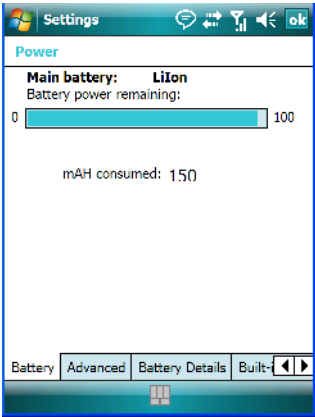 Settings
ok
Power
Main battery: LiIon
Battery power remaining:
0 100
mAH consumed: 150
Battery Advanced Battery Details Built-i